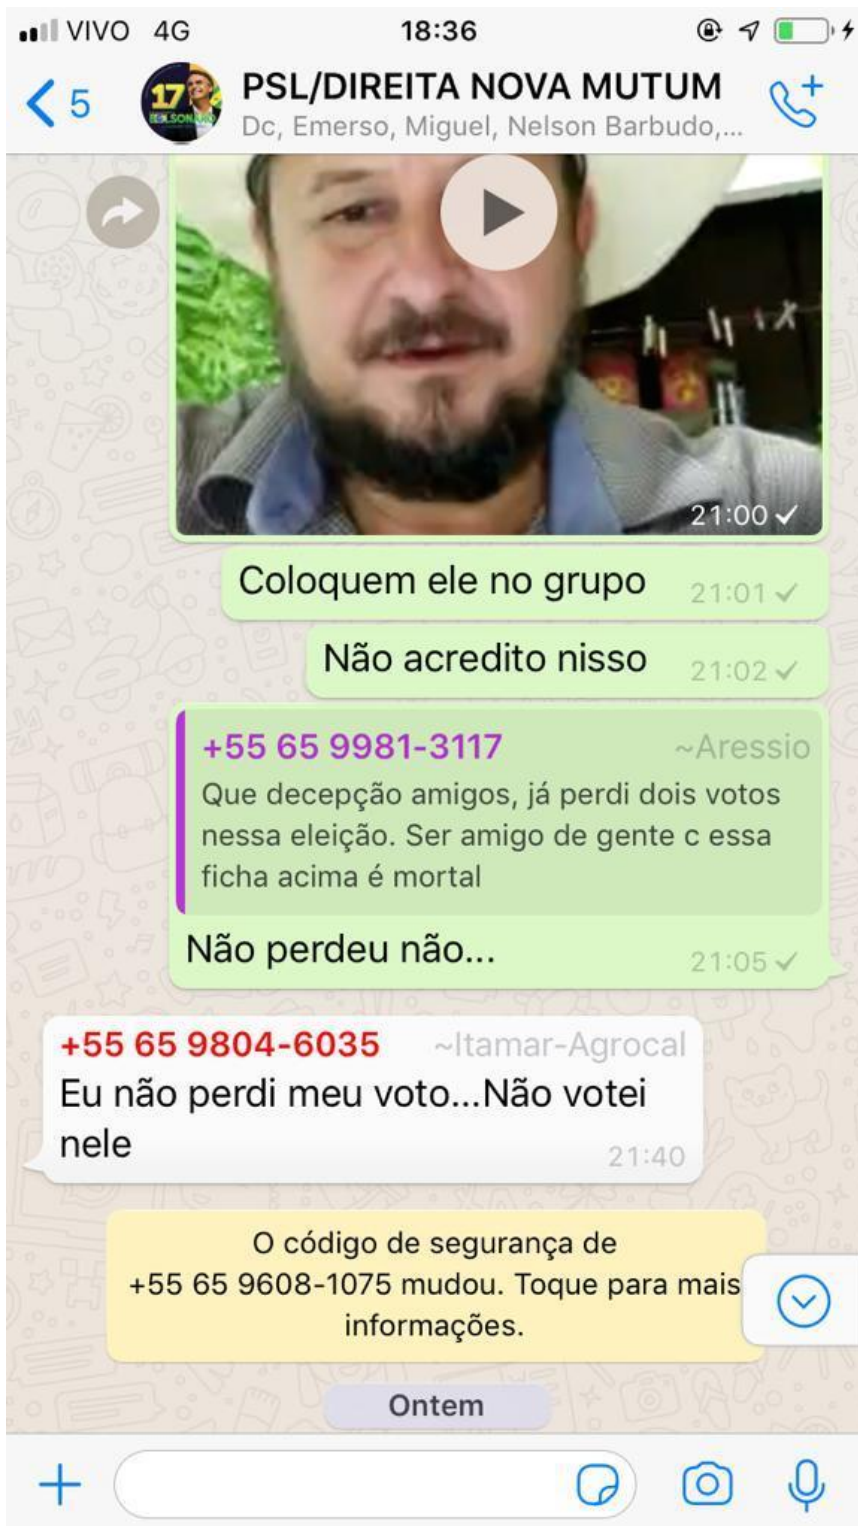 VIVO 4G 18:36
5
PSL/DIREITA NOVA MUTUM
Dc, Emerso, Miguel, Nelson Barbudo,...
17
BOLSONARO
21:00
Coloquem ele no grupo 21:01
Não acredito nisso 21:02
+55 65 9981-3117 ~Aressio
Que decepção amigos, já perdi dois votos
nessa eleição. Ser amigo de gente c essa
ficha acima é mortal
Não perdeu não... 21:05
+55 65 9804-6035 ~Itamar-Agrocal
Eu não perdi meu voto...Não votei
nele 21:40
O código de segurança de
+55 65 9608-1075 mudou. Toque para mais
informações.
Ontem